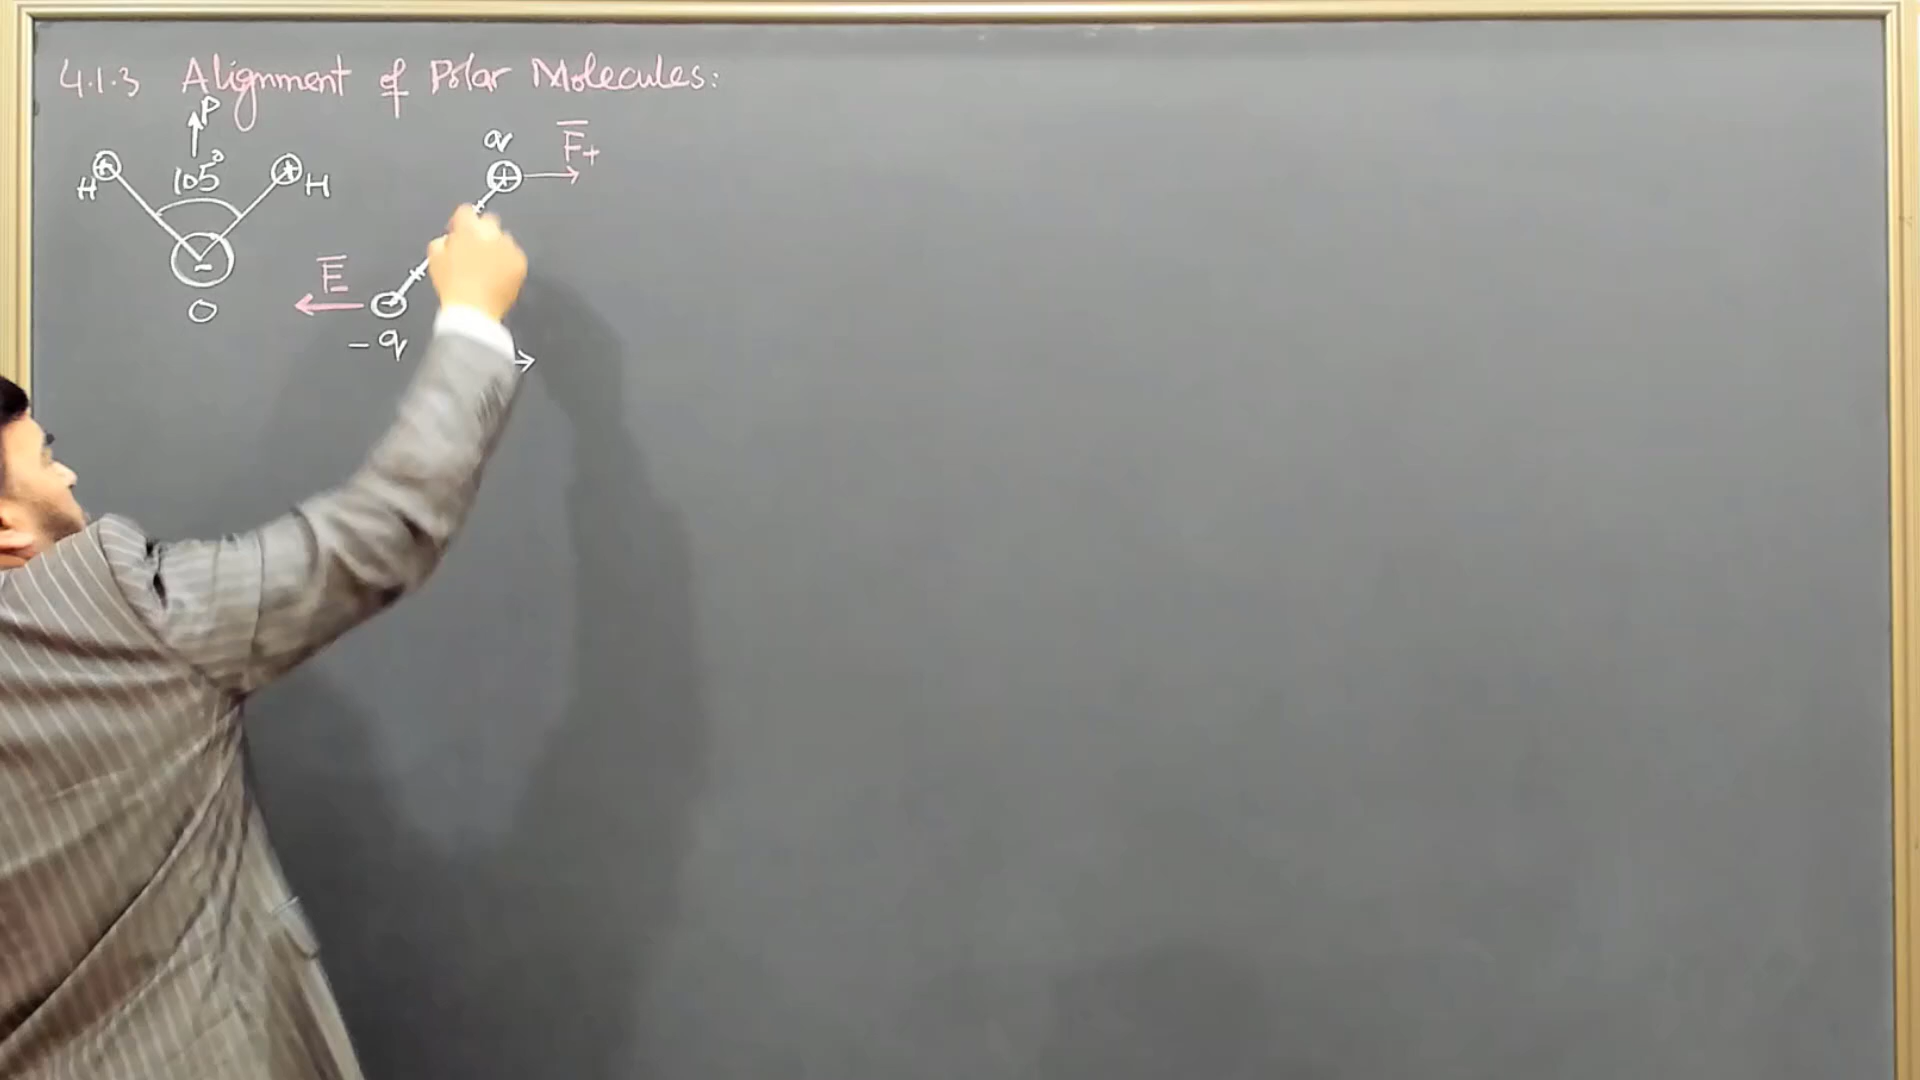 4.1.3 Alignment of Polar Molecules:
P
q
F̅+
105°
+
+
+
H
H
-
E̅
-
O
-q